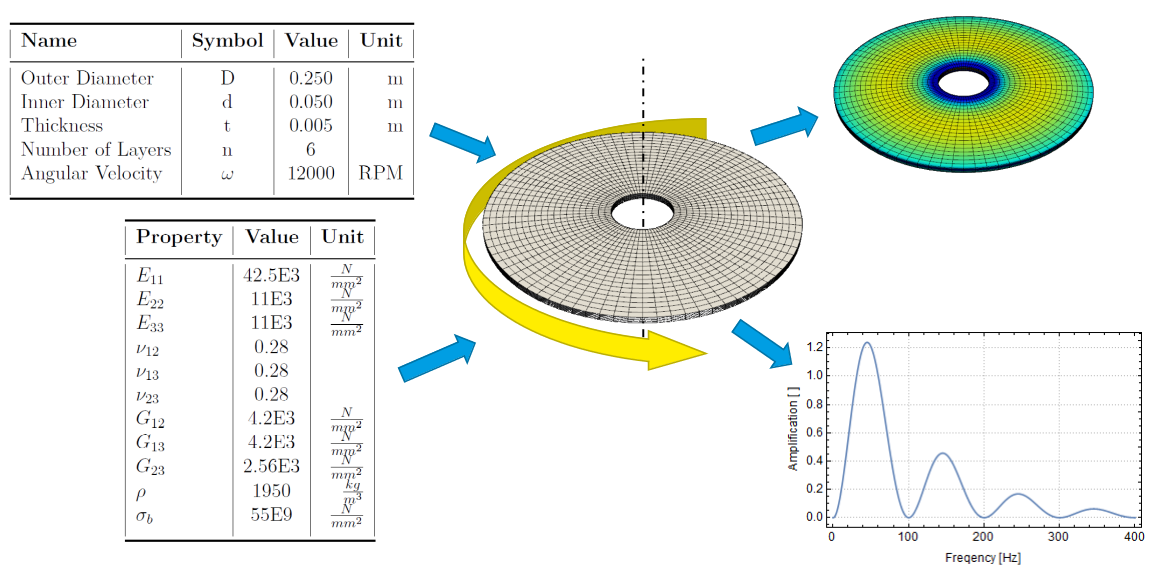 Name Symbol Value Unit
Outer Diameter D 0.250 m
Inner Diameter d 0.050 m
Thickness t 0.005 m
Number of Layers n 6
Angular Velocity ω 12000 RPM
Property Value Unit
E11 42.5E3 N/mm²
E22 11E3 N/mm²
E33 11E3 N/mm²
ν12 0.28
ν13 0.28
ν23 0.28
G12 4.2E3 N/mm²
G13 4.2E3 N/mm²
G23 2.56E3 N/mm²
ρ 1950 kg/m³
σb 55E9 N/mm²
Amplification [ ]
1.2
1.0
0.8
0.6
0.4
0.2
0.0
0 100 200 300 400
Freqency [Hz]